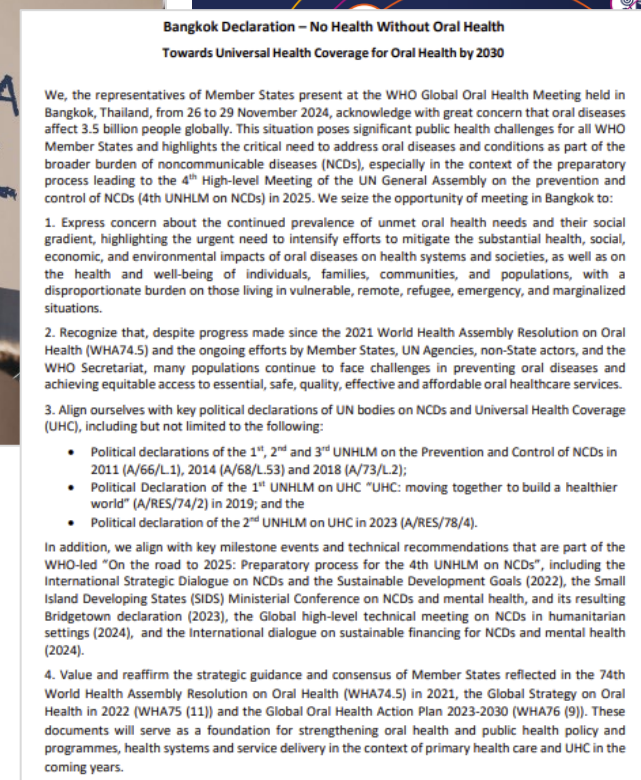 Bangkok Declaration – No Health Without Oral Health
Towards Universal Health Coverage for Oral Health by 2030
We, the representatives of Member States present at the WHO Global Oral Health Meeting held in
Bangkok, Thailand, from 26 to 29 November 2024, acknowledge with great concern that oral diseases
affect 3.5 billion people globally. This situation poses significant public health challenges for all WHO
Member States and highlights the critical need to address oral diseases and conditions as part of the
broader burden of noncommunicable diseases (NCDs), especially in the context of the preparatory
process leading to the 4th High-level Meeting of the UN General Assembly on the prevention and
control of NCDs (4th UNHLM on NCDs) in 2025. We seize the opportunity of meeting in Bangkok to:
1. Express concern about the continued prevalence of unmet oral health needs and their social
gradient, highlighting the urgent need to intensify efforts to mitigate the substantial health, social,
economic, and environmental impacts of oral diseases on health systems and societies, as well as on
the health and well-being of individuals, families, communities, and populations, with a
disproportionate burden on those living in vulnerable, remote, refugee, emergency, and marginalized
situations.
2. Recognize that, despite progress made since the 2021 World Health Assembly Resolution on Oral
Health (WHA74.5) and the ongoing efforts by Member States, UN Agencies, non-State actors, and the
WHO Secretariat, many populations continue to face challenges in preventing oral diseases and
achieving equitable access to essential, safe, quality, effective and affordable oral healthcare services.
3. Align ourselves with key political declarations of UN bodies on NCDs and Universal Health Coverage
(UHC), including but not limited to the following:
• Political declarations of the 1st, 2nd and 3rd UNHLM on the Prevention and Control of NCDs in
2011 (A/66/L.1), 2014 (A/68/L.53) and 2018 (A/73/L.2);
• Political Declaration of the 1st UNHLM on UHC "UHC: moving together to build a healthier
world" (A/RES/74/2) in 2019; and the
• Political declaration of the 2nd UNHLM on UHC in 2023 (A/RES/78/4).
In addition, we align with key milestone events and technical recommendations that are part of the
WHO-led "On the road to 2025: Preparatory process for the 4th UNHLM on NCDs", including the
International Strategic Dialogue on NCDs and the Sustainable Development Goals (2022), the Small
Island Developing States (SIDS) Ministerial Conference on NCDs and mental health, and its resulting
Bridgetown declaration (2023), the Global high-level technical meeting on NCDs in humanitarian
settings (2024), and the International dialogue on sustainable financing for NCDs and mental health
(2024).
4. Value and reaffirm the strategic guidance and consensus of Member States reflected in the 74th
World Health Assembly Resolution on Oral Health (WHA74.5) in 2021, the Global Strategy on Oral
Health in 2022 (WHA75 (11)) and the Global Oral Health Action Plan 2023-2030 (WHA76 (9)). These
documents will serve as a foundation for strengthening oral health and public health policy and
programmes, health systems and service delivery in the context of primary health care and UHC in the
coming years.